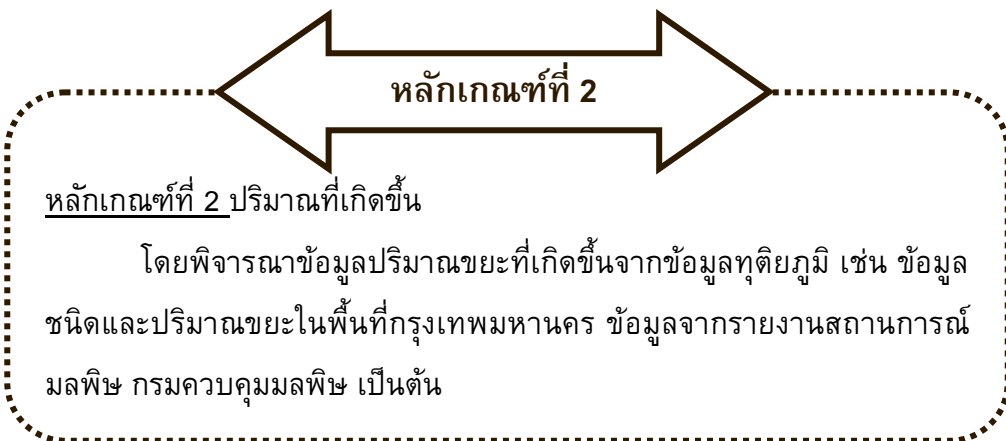 หลักเกณฑ์ที่ 2
หลักเกณฑ์ที่ 2 ปริมาณที่เกิดขึ้น
โดยพิจารณาข้อมูลปริมาณขยะที่เกิดขึ้นจากข้อมูลทุติยภูมิ เช่น ข้อมูล
ชนิดและปริมาณขยะในพื้นที่กรุงเทพมหานคร ข้อมูลจากรายงานสถานการณ์
มลพิษ กรมควบคุมมลพิษ เป็นต้น